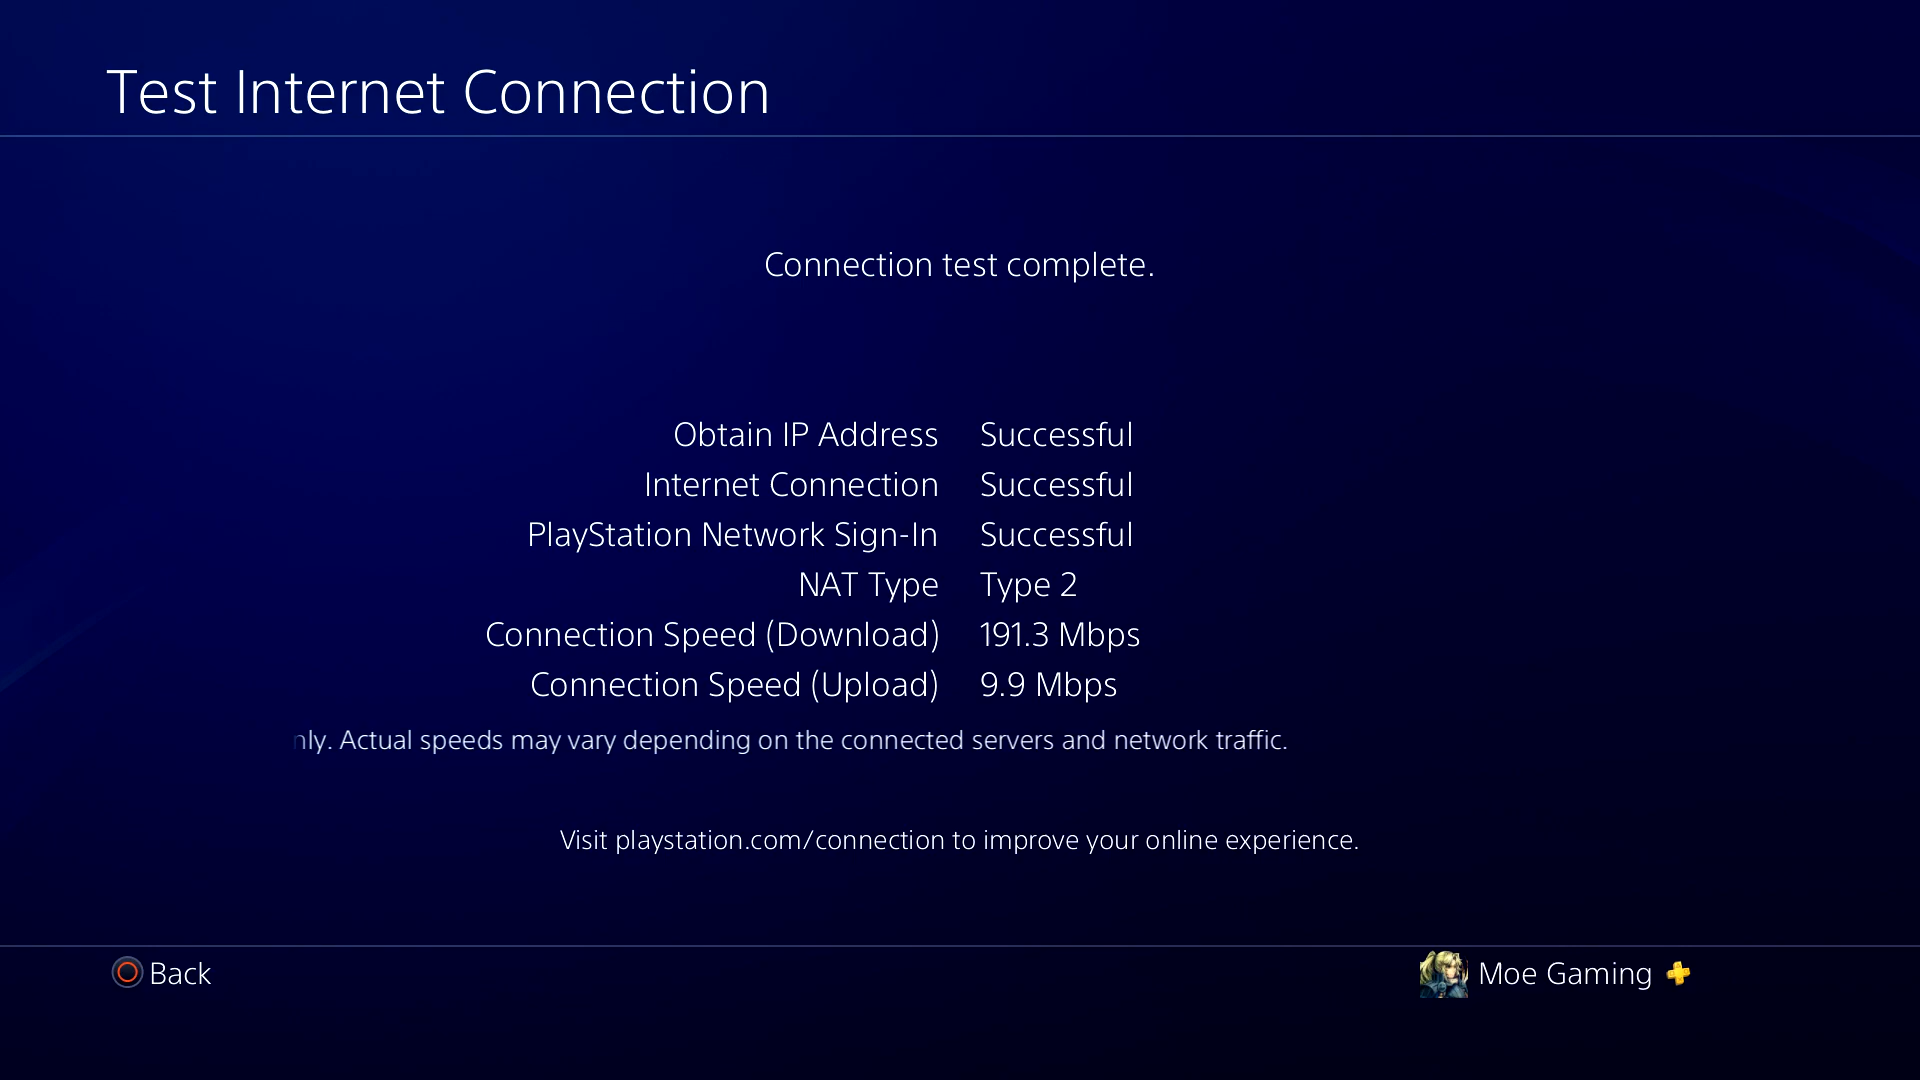 Test Internet Connection
Connection test complete.
Obtain IP Address Successful
Internet Connection Successful
PlayStation Network Sign-In Successful
NAT Type Type 2
Connection Speed (Download) 191.3 Mbps
Connection Speed (Upload) 9.9 Mbps
nly. Actual speeds may vary depending on the connected servers and network traffic.
Visit playstation.com/connection to improve your online experience.
Back
Moe Gaming